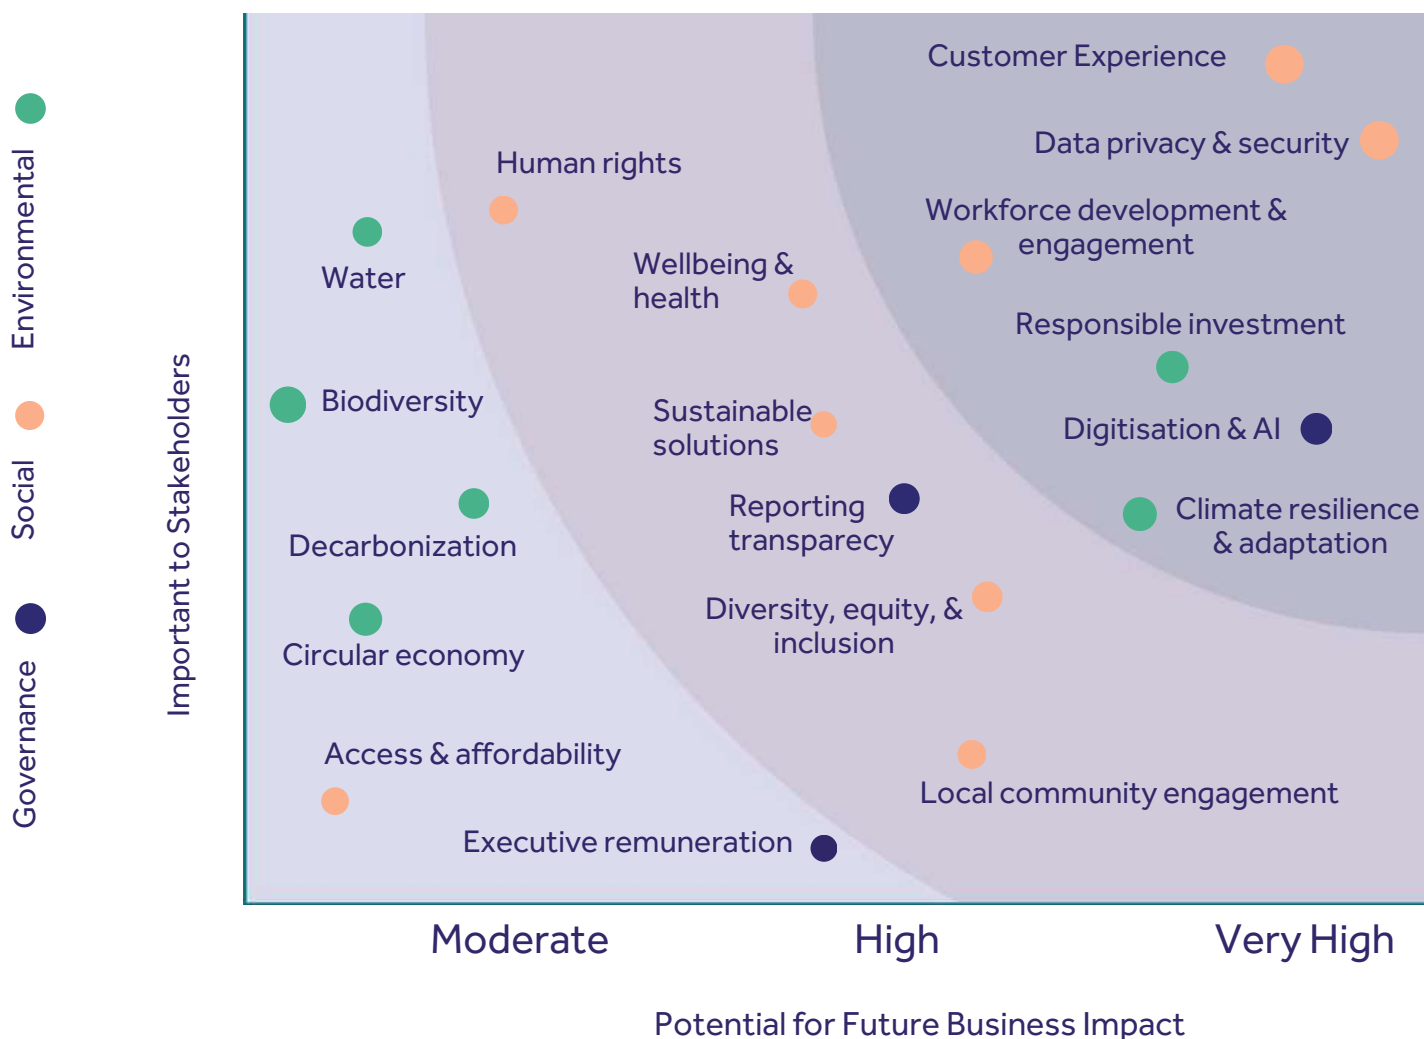 Environmental
Social
Governance
Important to Stakeholders
Customer Experience
Data privacy & security
Human rights
Workforce development &
engagement
Water
Wellbeing &
health
Responsible investment
Biodiversity
Sustainable
solutions
Digitisation & AI
Reporting
transparecy
Climate resilience
& adaptation
Decarbonization
Diversity, equity, &
inclusion
Circular economy
Access & affordability
Local community engagement
Executive remuneration
Moderate
High
Very High
Potential for Future Business Impact